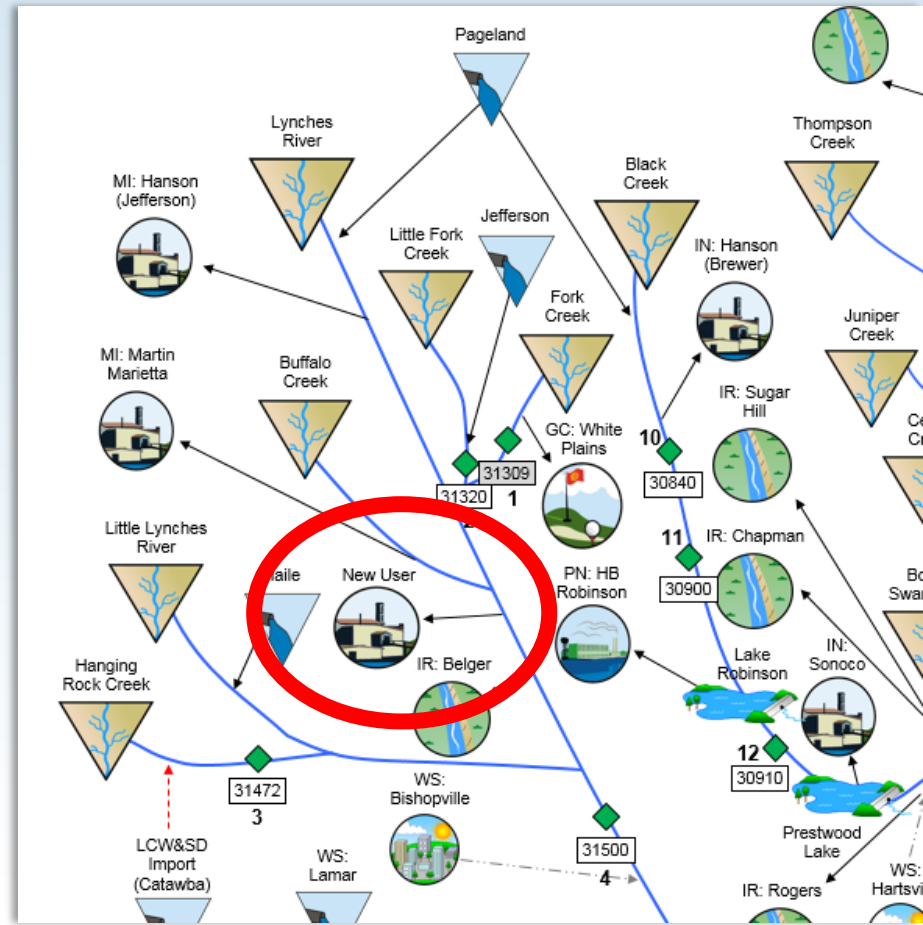 Pageland
Lynches
River
Thompson
Creek
Black
Creek
MI: Hanson
(Jefferson)
Jefferson
Little Fork
Creek
IN: Hanson
(Brewer)
Fork
Creek
Juniper
Creek
MI: Martin
Marietta
Buffalo
Creek
IR: Sugar
Hill
GC: White
Plains
10
31309
31320
1
30840
Little Lynches
River
11
IR: Chapman
New User
PN: HB
Robinson
30900
Hanging
Rock Creek
IR: Belger
Lake
Robinson
IN:
Sonoco
12
30910
31472
3
WS:
Bishopville
31500
4
Prestwood
Lake
LCW&SD
Import
(Catawba)
WS:
Lamar
IR: Rogers
WS: